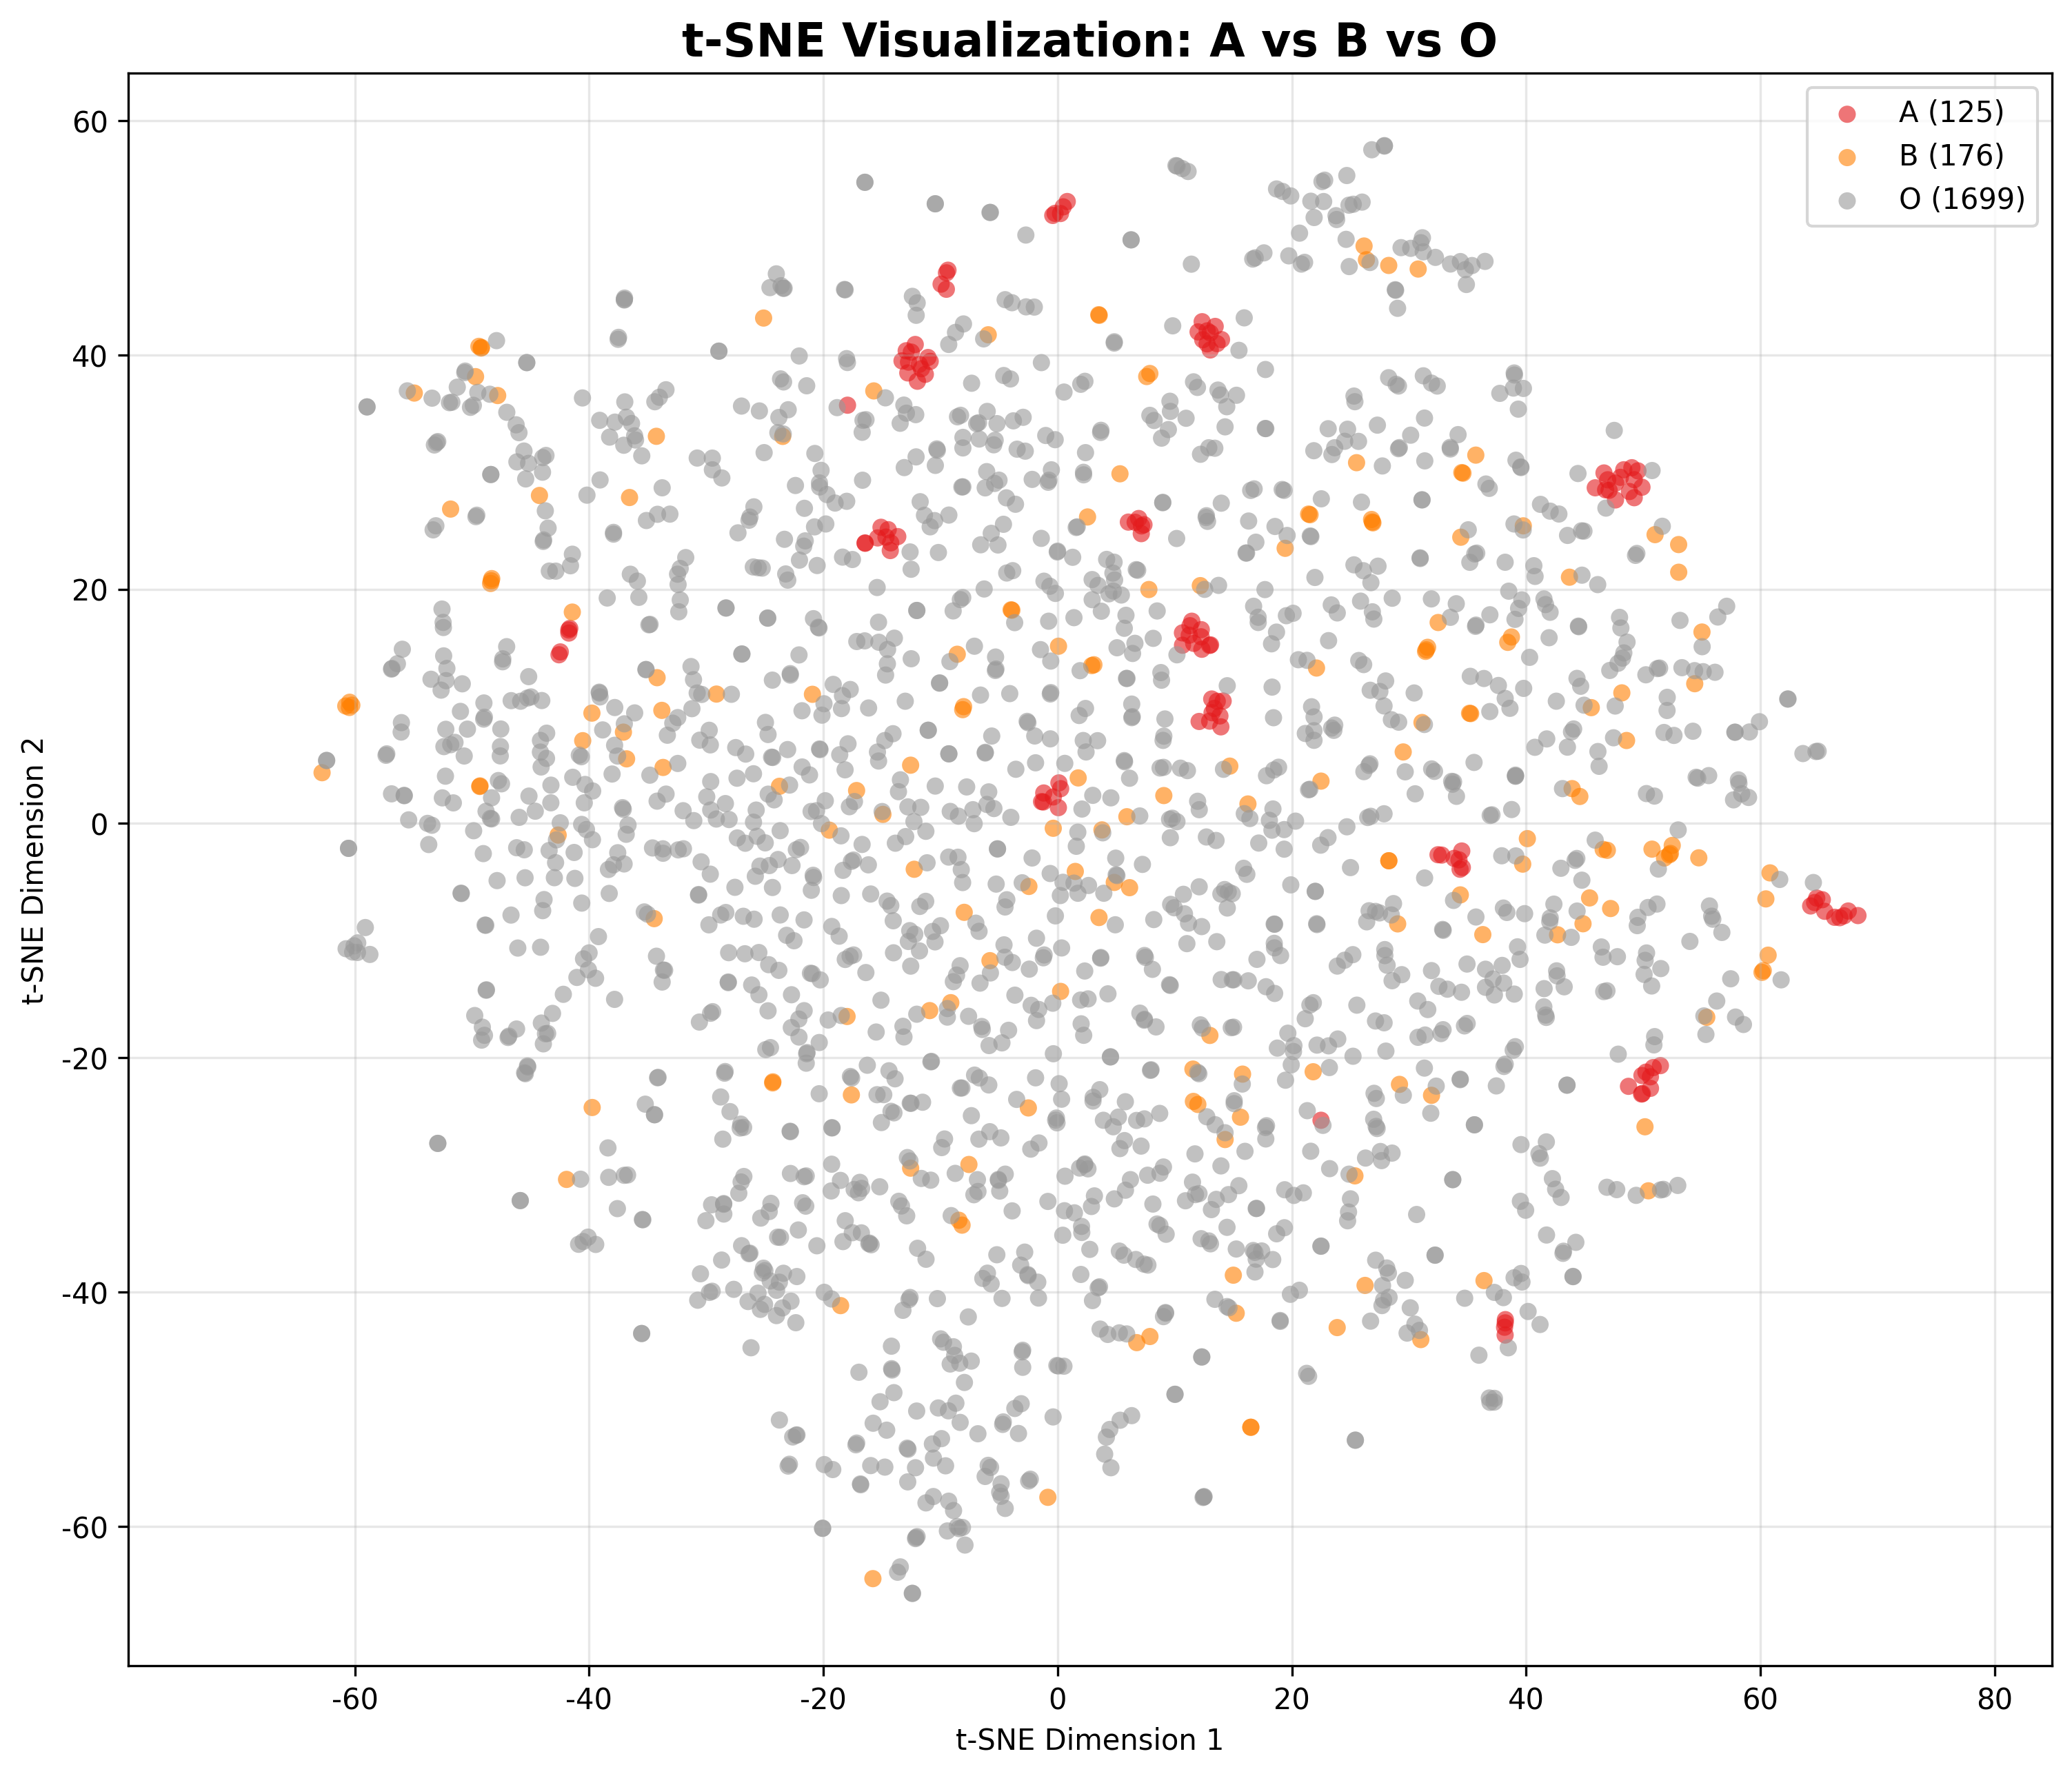 t-SNE Visualization: A vs B vs O
A (125)
B (176)
O (1699)
60
40
20
0
-20
-40
-60
t-SNE Dimension 2
-60 -40 -20 0 20 40 60 80
t-SNE Dimension 1